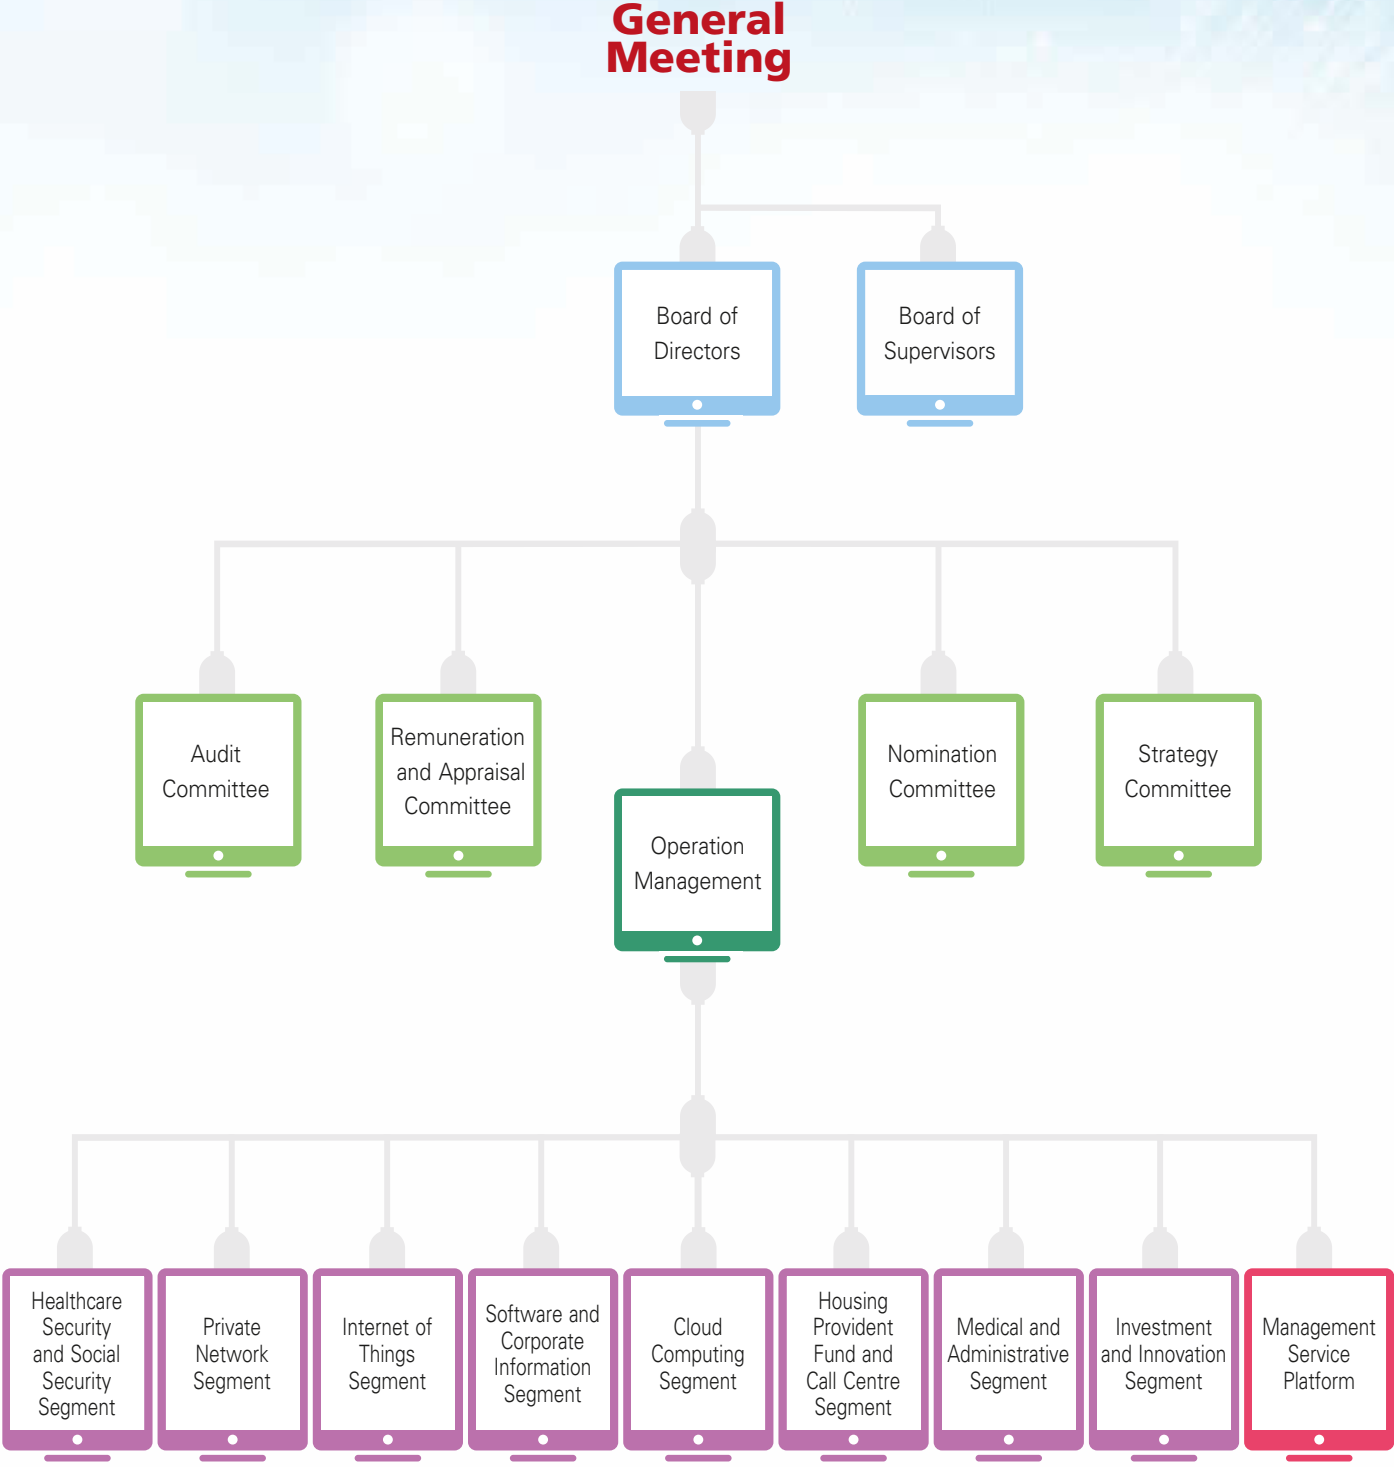 General
Meeting
Board of
Directors
Board of
Supervisors
Audit
Committee
Remuneration
and Appraisal
Committee
Operation
Management
Nomination
Committee
Strategy
Committee
Healthcare
Security
and Social
Security
Segment
Private
Network
Segment
Internet of
Things
Segment
Software and
Corporate
Information
Segment
Cloud
Computing
Segment
Housing
Provident
Fund and
Call Centre
Segment
Medical and
Administrative
Segment
Investment
and Innovation
Segment
Management
Service
Platform